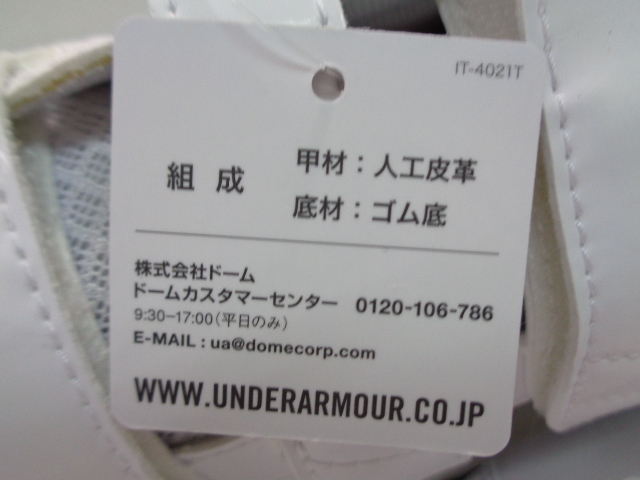 IT-4021T
組成
甲材：人工皮革
底材：ゴム底
株式会社ドーム
ドームカスタマーセンター 0120-106-786
9:30-17:00（平日のみ）
E-MAIL : ua@domecorp.com
WWW.UNDERARMOUR.CO.JP